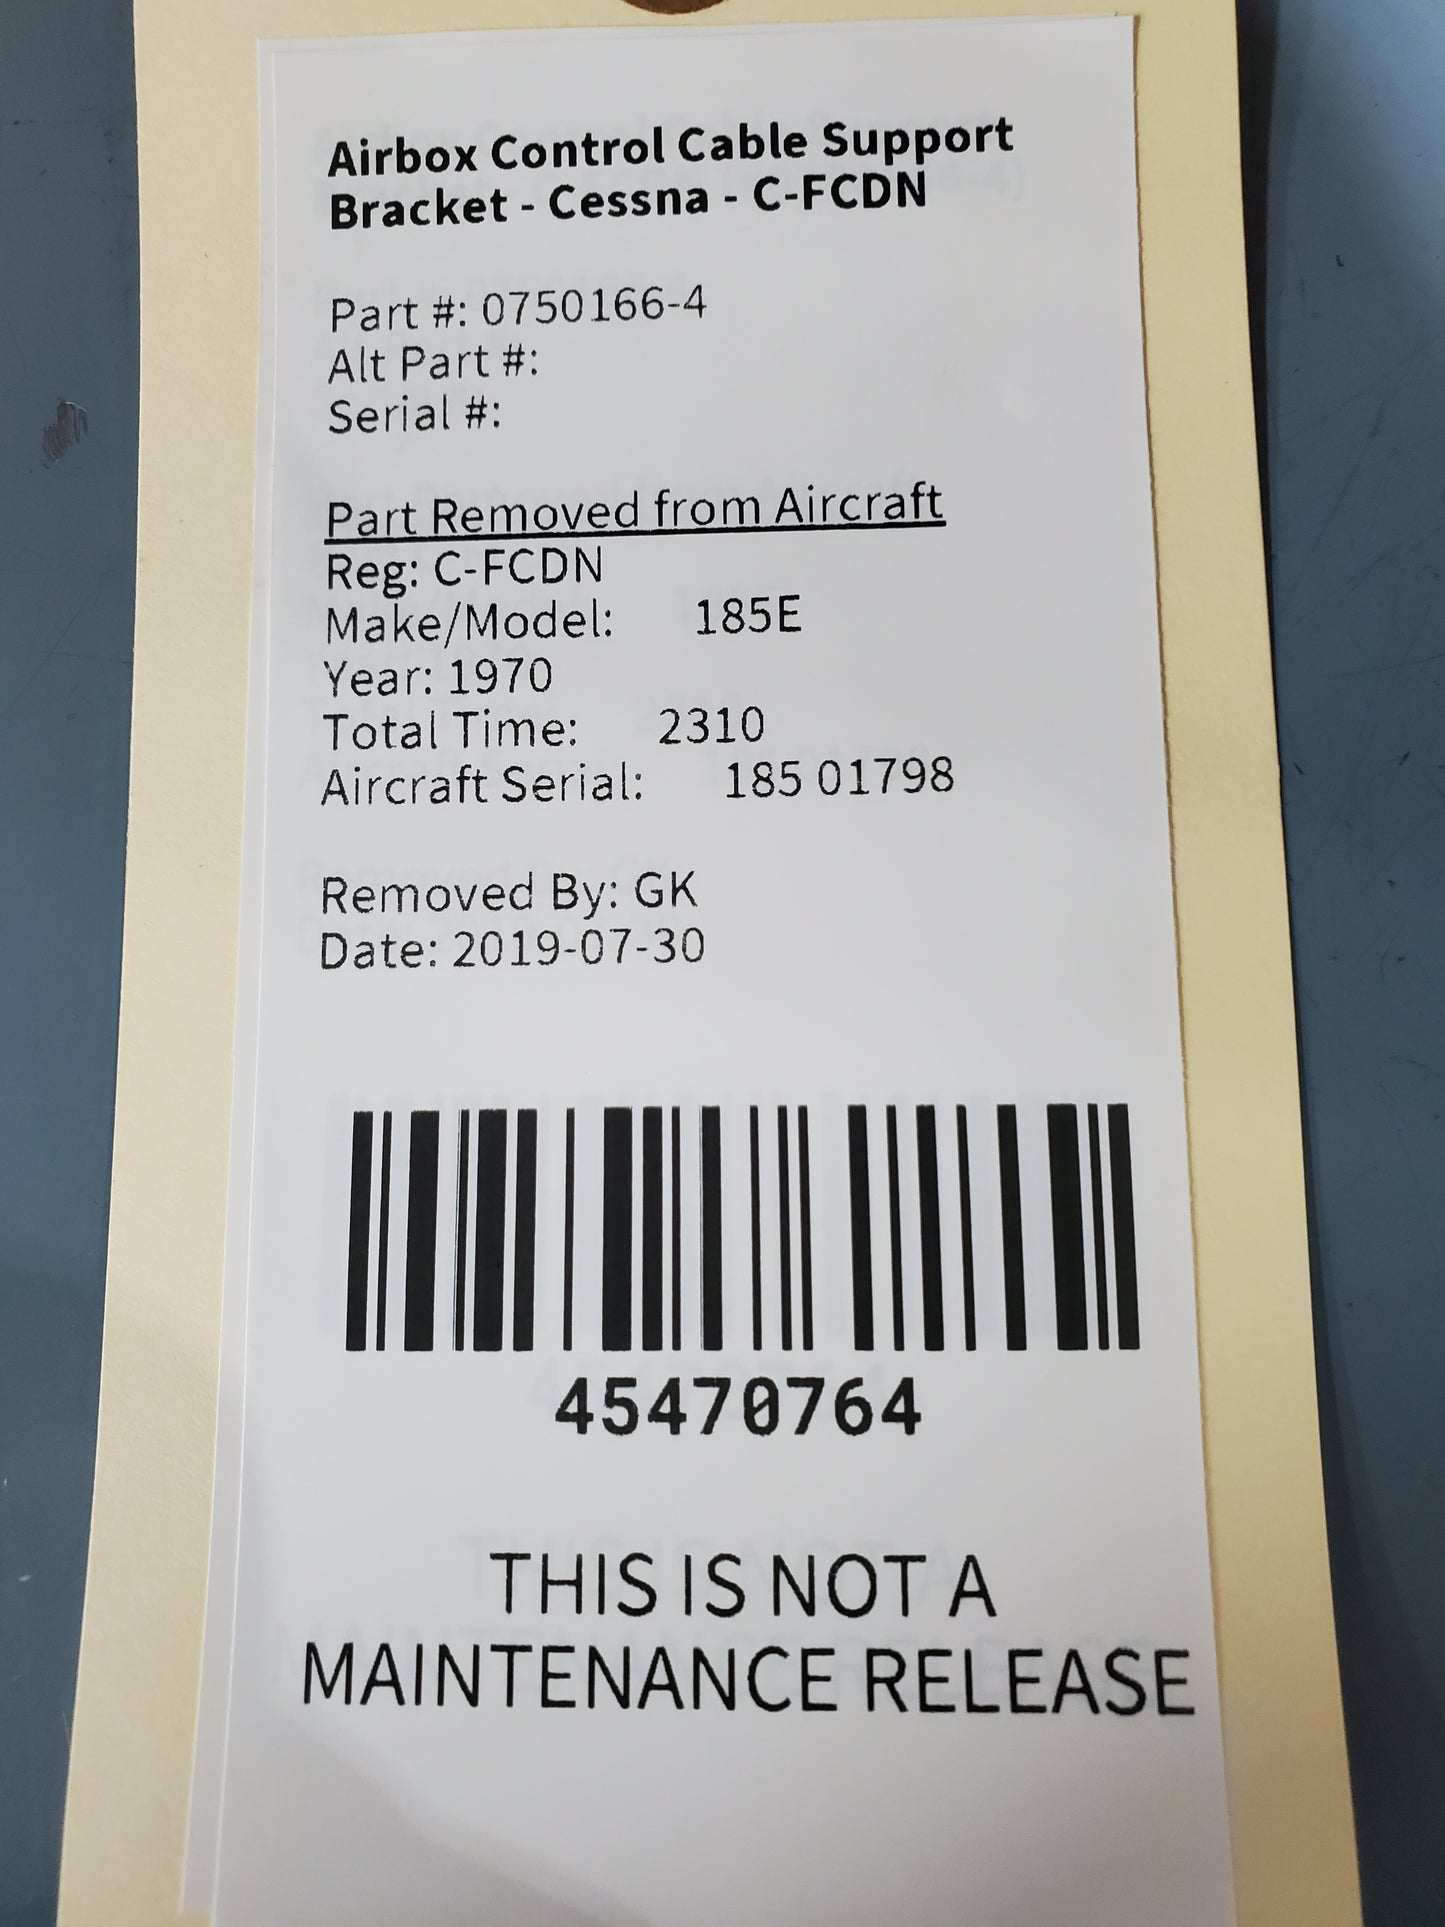 Airbox Control Cable Support
Bracket - Cessna - C-FCDN
Part #: 0750166-4
Alt Part #:
Serial #:
Part Removed from Aircraft
Reg: C-FCDN
Make/Model: 185E
Year: 1970
Total Time: 2310
Aircraft Serial: 185 01798
Removed By: GK
Date: 2019-07-30
45470764
THIS IS NOT A
MAINTENANCE RELEASE